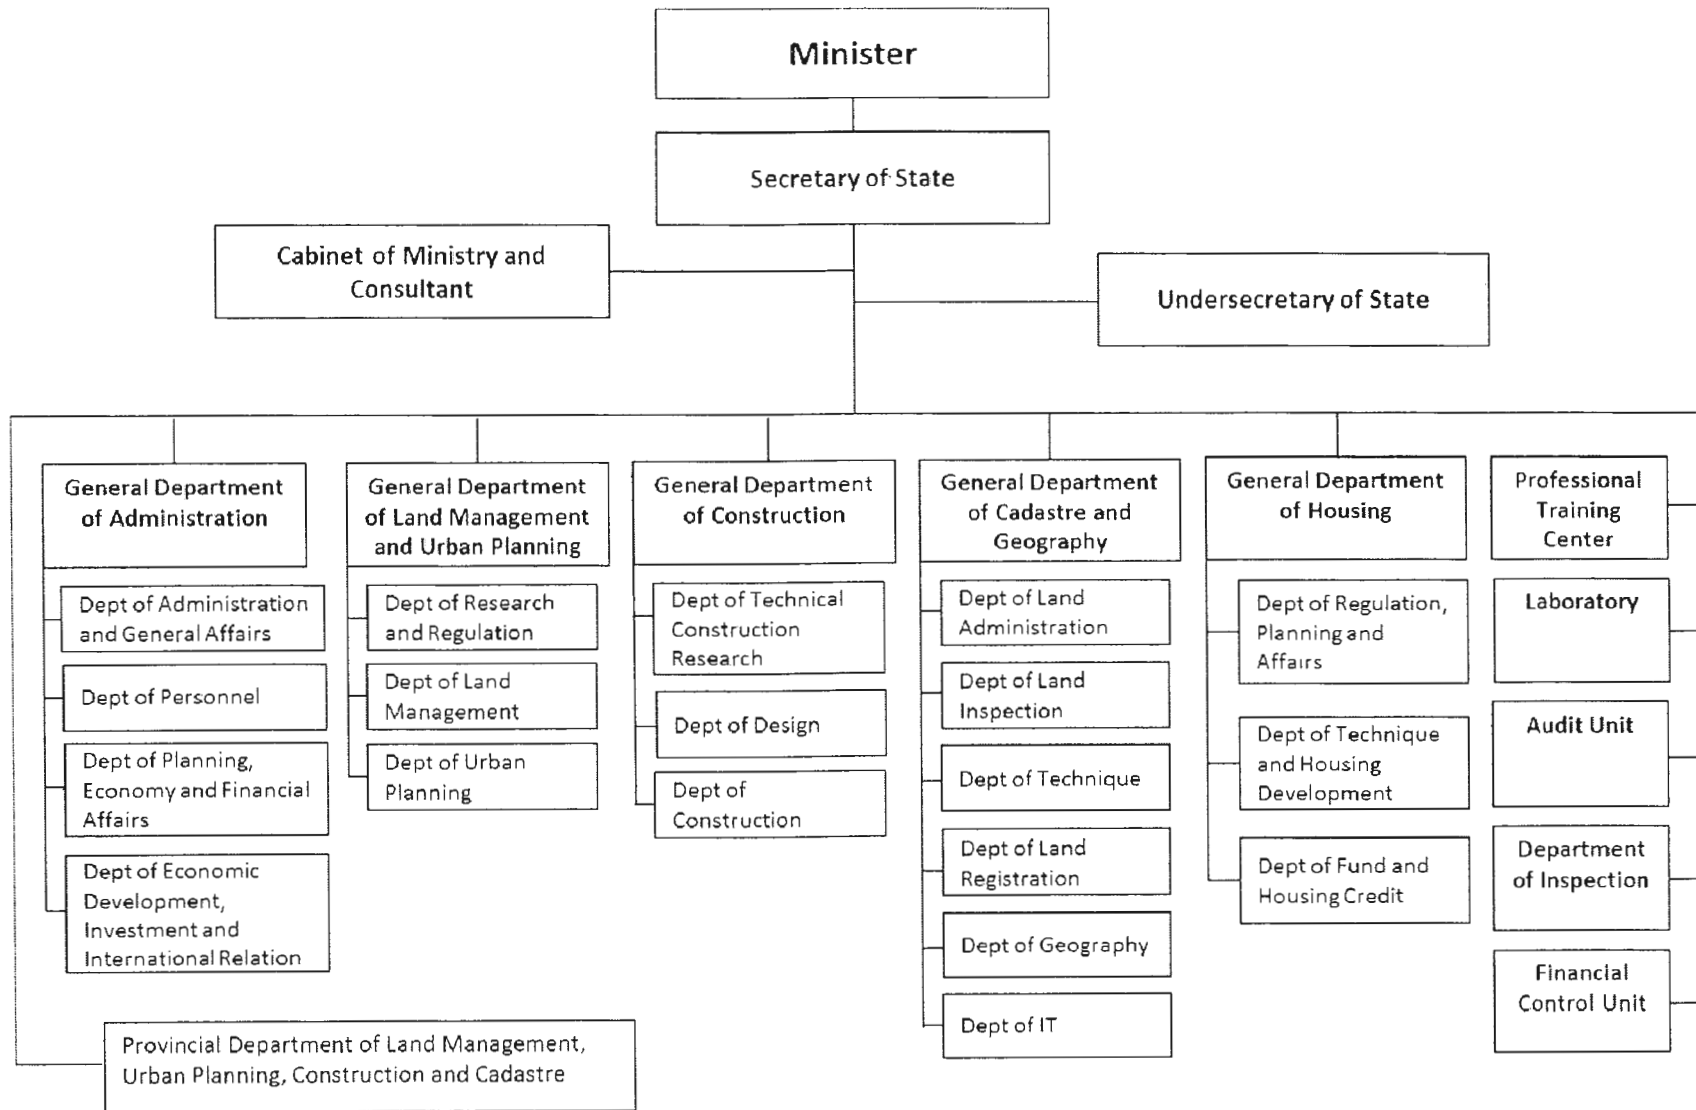 Minister
Secretary of State
Cabinet of Ministry and
Consultant
Undersecretary of State
General Department
of Administration
Dept of Administration
and General Affairs
Dept of Personnel
Dept of Planning,
Economy and Financial
Affairs
Dept of Economic
Development,
Investment and
International Relation
General Department
of Land Management
and Urban Planning
Dept of Research
and Regulation
Dept of Land
Management
Dept of Urban
Planning
General Department
of Construction
Dept of Technical
Construction
Research
Dept of Design
Dept of
Construction
General Department
of Cadastre and
Geography
Dept of Land
Administration
Dept of Land
Inspection
Dept of Technique
Dept of Land
Registration
Dept of Geography
Dept of IT
General Department
of Housing
Dept of Regulation,
Planning and
Affairs
Dept of Technique
and Housing
Development
Dept of Fund and
Housing Credit
Professional
Training
Center
Laboratory
Audit Unit
Department
of Inspection
Financial
Control Unit
Provincial Department of Land Management,
Urban Planning, Construction and Cadastre